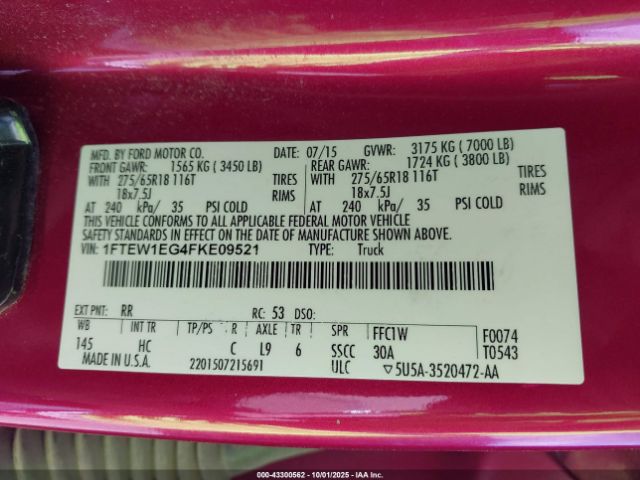 MFD. BY FORD MOTOR CO. DATE: 07/15 GVWR: 3175 KG ( 7000 LB)
FRONT GAWR: 1565 KG ( 3450 LB) REAR GAWR: 1724 KG ( 3800 LB)
WITH 275/65R18 116T TIRES WITH 275/65R18 116T TIRES
18x7.5J RIMS 18x7.5J RIMS
AT 240 kPa/ 35 PSI COLD AT 240 kPa/ 35 PSI COLD
THIS VEHICLE CONFORMS TO ALL APPLICABLE FEDERAL MOTOR VEHICLE
SAFETY STANDARDS IN EFFECT ON THE DATE OF MANUFACTURE SHOWN ABOVE.
VIN: 1FTEW1EG4FKE09521 TYPE: Truck
EXT PNT: RR RC: 53 DSO:
WB INT TR TP/PS R AXLE TR SPR FFC1W F0074
145 HC C L9 6 SSCC 30A T0543
MADE IN U.S.A. 2201507215691 ULC ▽5U5A-3520472-AA
000-43300562 - 10/01/2025 - Copyright © 2025 IAA, Inc.